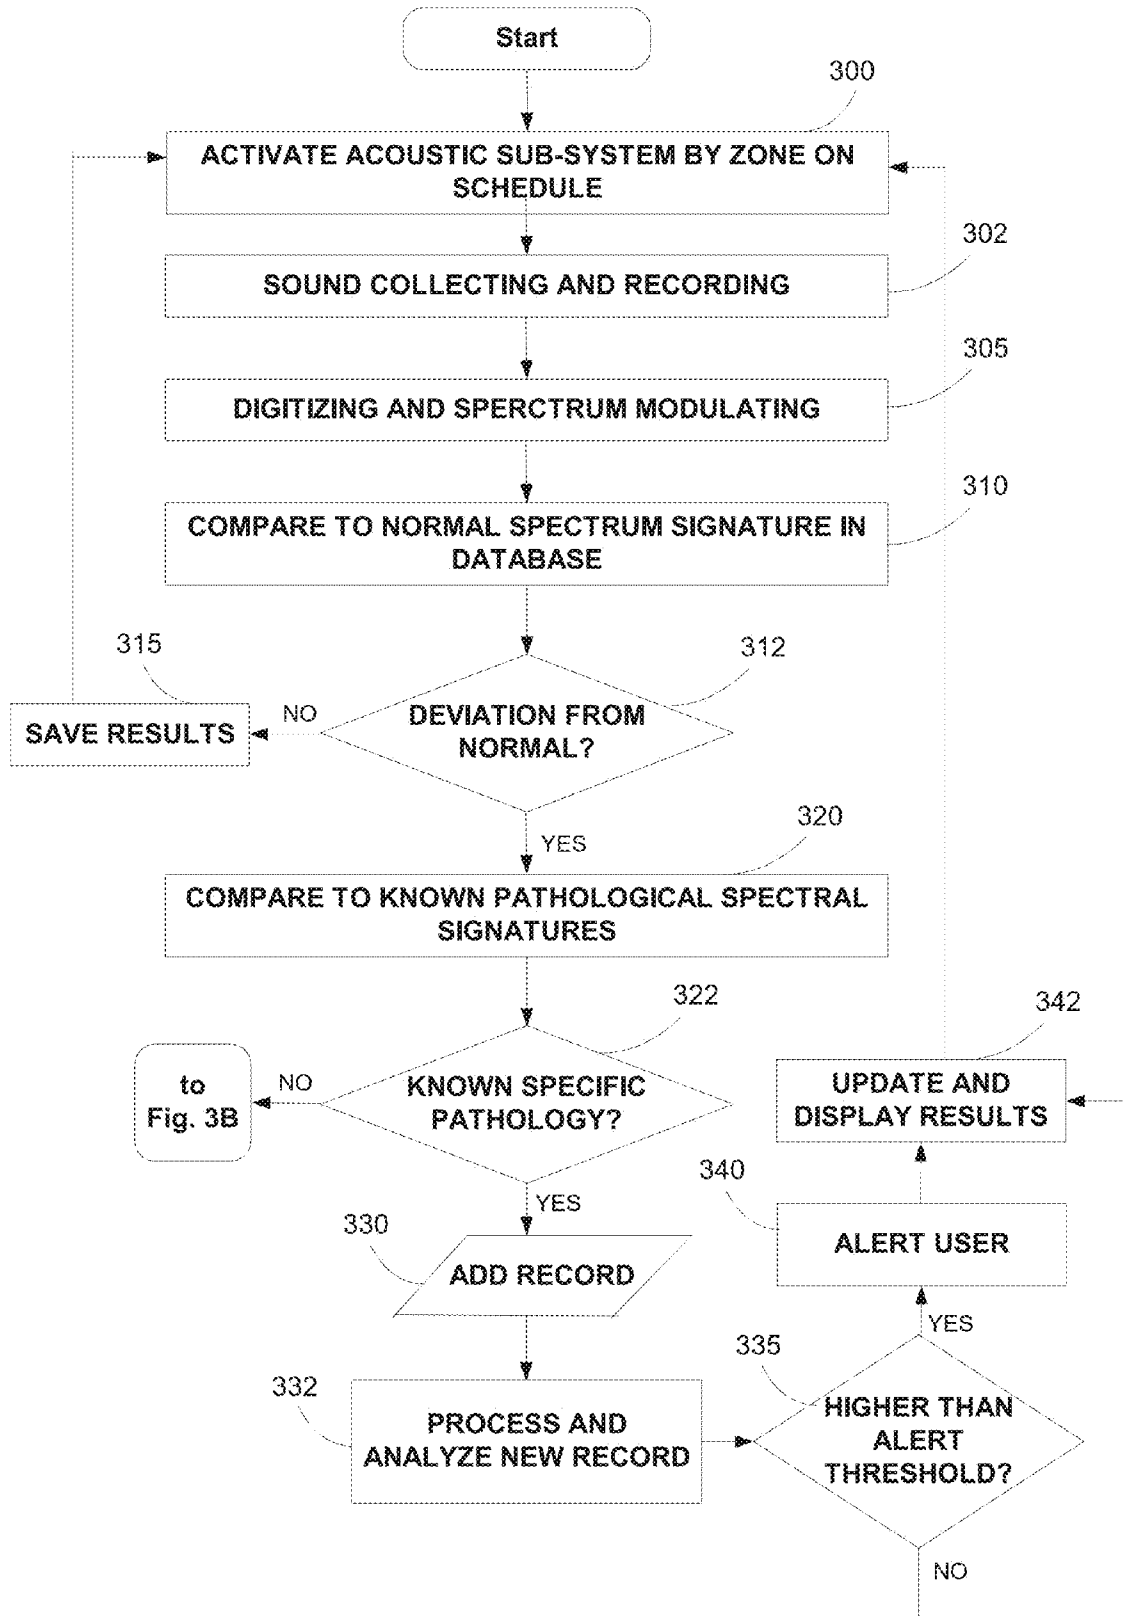 Start
300
ACTIVATE ACOUSTIC SUB-SYSTEM BY ZONE ON
SCHEDULE
302
SOUND COLLECTING AND RECORDING
305
DIGITIZING AND SPERCTRUM MODULATING
310
COMPARE TO NORMAL SPECTRUM SIGNATURE IN
DATABASE
315
312
SAVE RESULTS
NO
DEVIATION FROM
NORMAL?
YES
320
COMPARE TO KNOWN PATHOLOGICAL SPECTRAL
SIGNATURES
322
342
to
Fig. 3B
NO
KNOWN SPECIFIC
PATHOLOGY?
UPDATE AND
DISPLAY RESULTS
YES
340
330
ADD RECORD
ALERT USER
YES
335
332
PROCESS AND
ANALYZE NEW RECORD
HIGHER THAN
ALERT
THRESHOLD?
NO